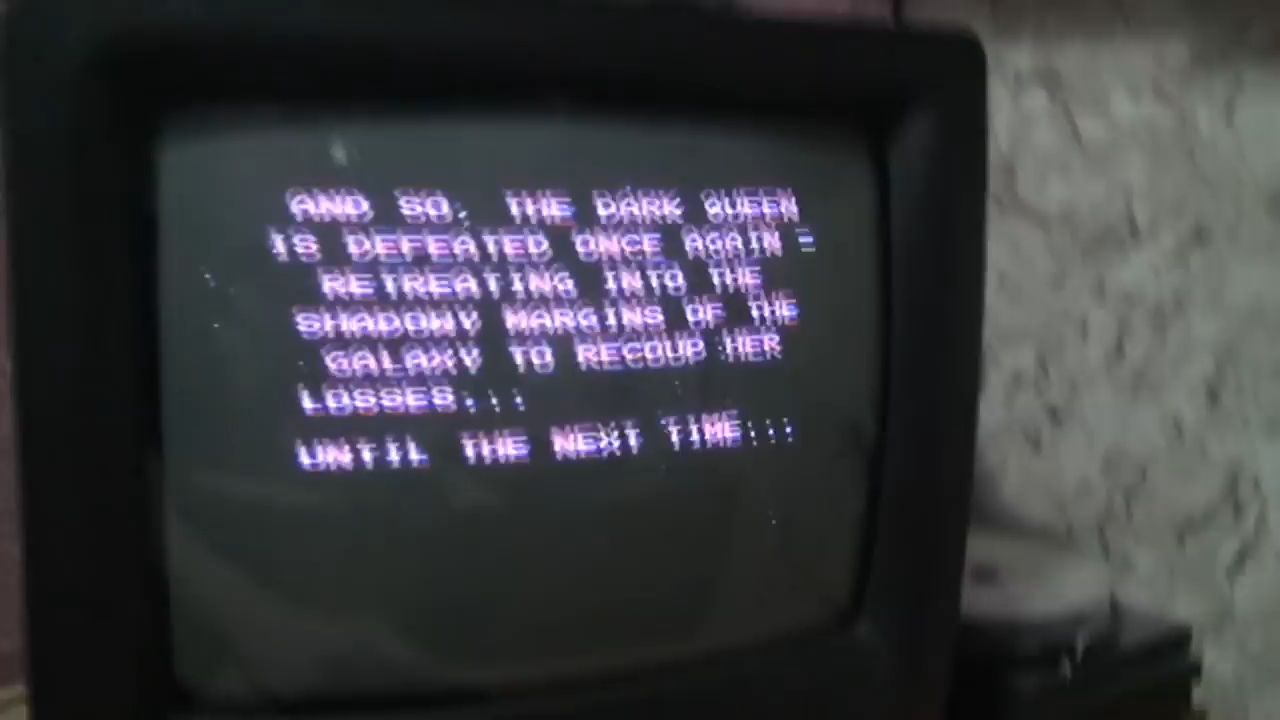 AND SO, THE DARK QUEEN
IS DEFEATED ONCE AGAIN -
RETREATING INTO THE
SHADOWY MARGINS OF THE
GALAXY TO RECOUP HER
LOSSES...
UNTIL THE NEXT TIME...